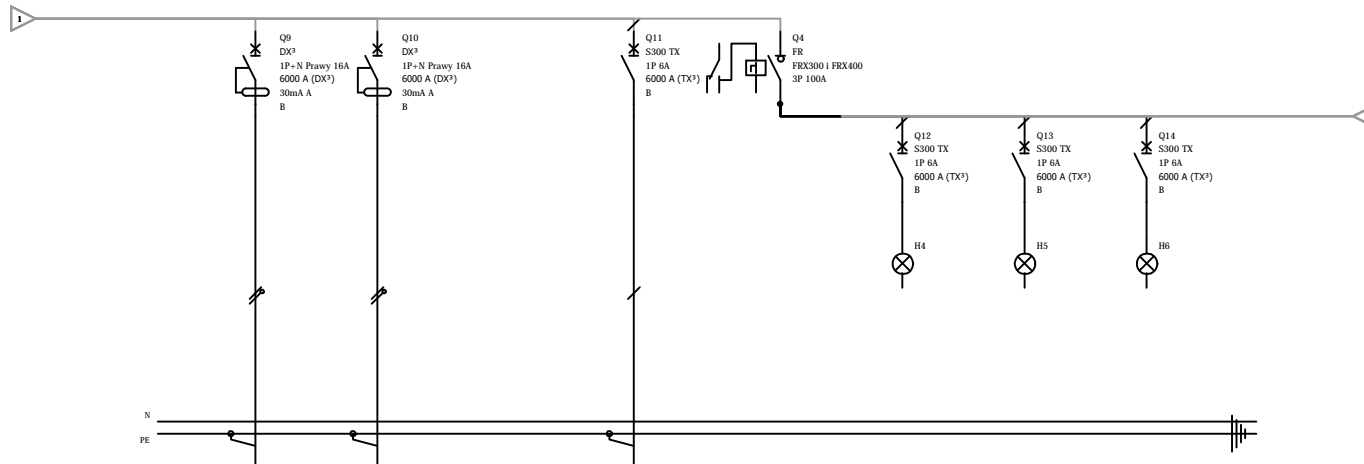 1
Q9
DX³
1P+N Prawy 16A
6000 A (DX³)
30mA A
B
Q10
DX³
1P+N Prawy 16A
6000 A (DX³)
30mA A
B
Q11
S300 TX
1P 6A
6000 A (TX³)
B
Q4
FR
FRX300 i FRX400
3P 100A
Q12
S300 TX
1P 6A
6000 A (TX³)
B
Q13
S300 TX
1P 6A
6000 A (TX³)
B
Q14
S300 TX
1P 6A
6000 A (TX³)
B
H4
H5
H6
N
PE